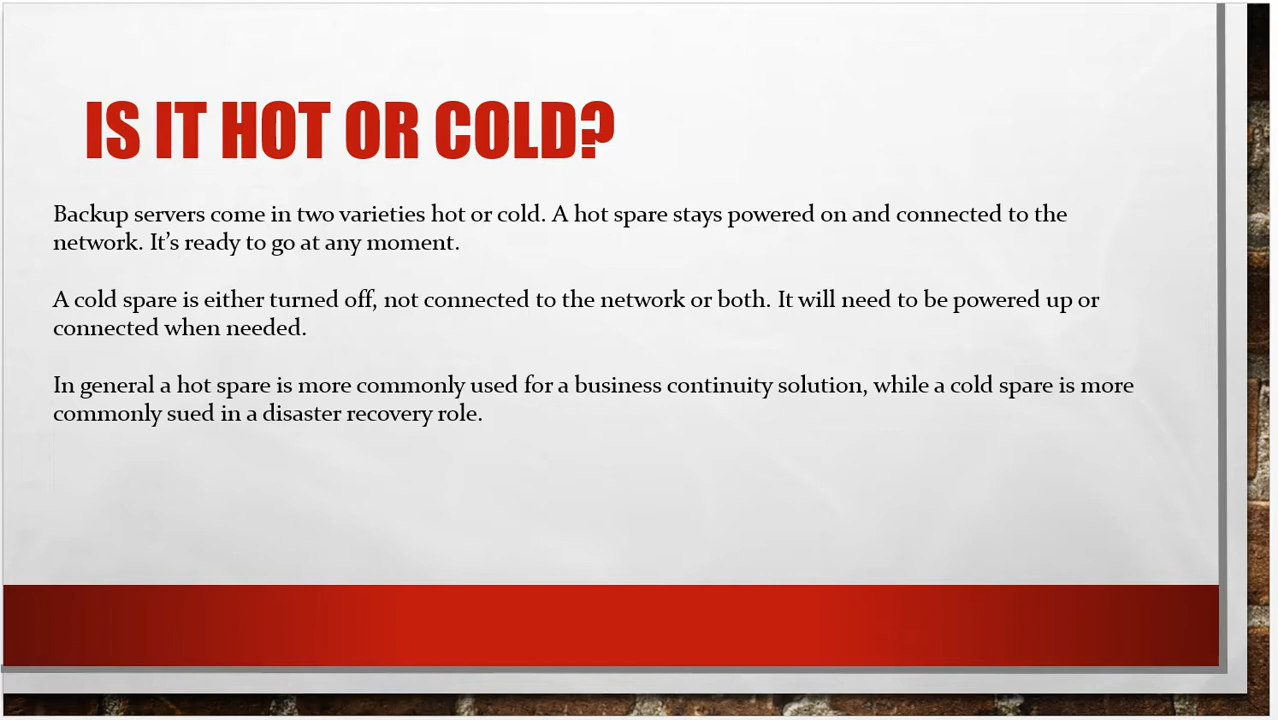 IS IT HOT OR COLD?
Backup servers come in two varieties hot or cold. A hot spare stays powered on and connected to the
network. It’s ready to go at any moment.
A cold spare is either turned off, not connected to the network or both. It will need to be powered up or
connected when needed.
In general a hot spare is more commonly used for a business continuity solution, while a cold spare is more
commonly sued in a disaster recovery role.